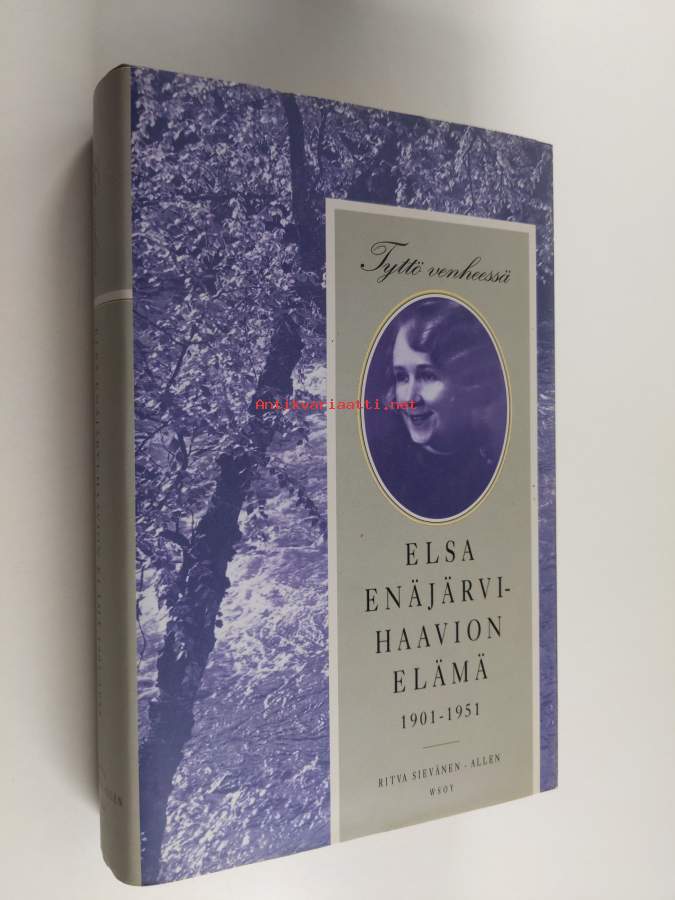 Tyttö venheessä
Antikvariaatti.net
ELSA
ENÄJÄRVI-
HAAVION
ELÄMÄ
1901-1951
RITVA SIEVÄNEN-ALLEN
WSOY